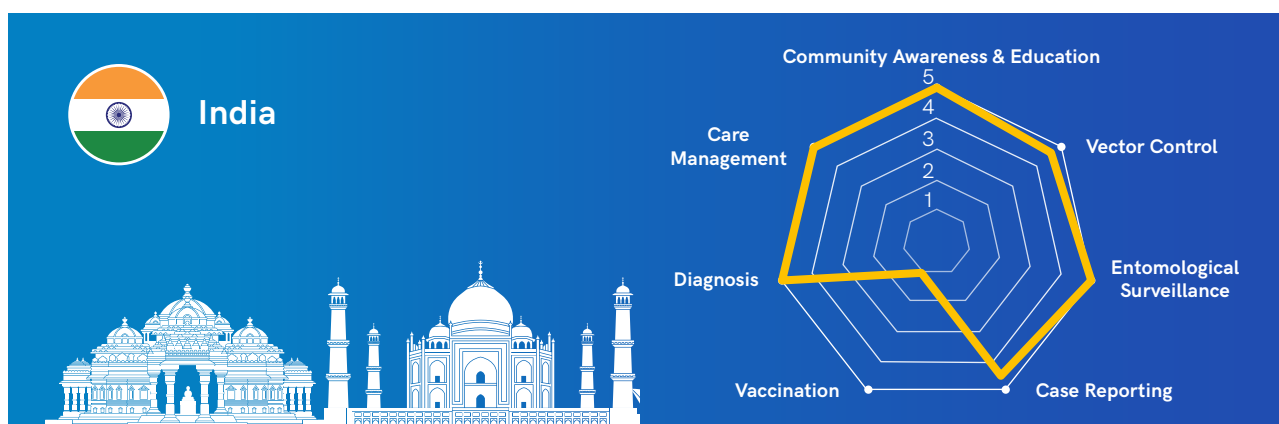 India
Community Awareness & Education
5
4
3
2
1
Care
Management
Vector Control
Diagnosis
Entomological
Surveillance
Vaccination
Case Reporting